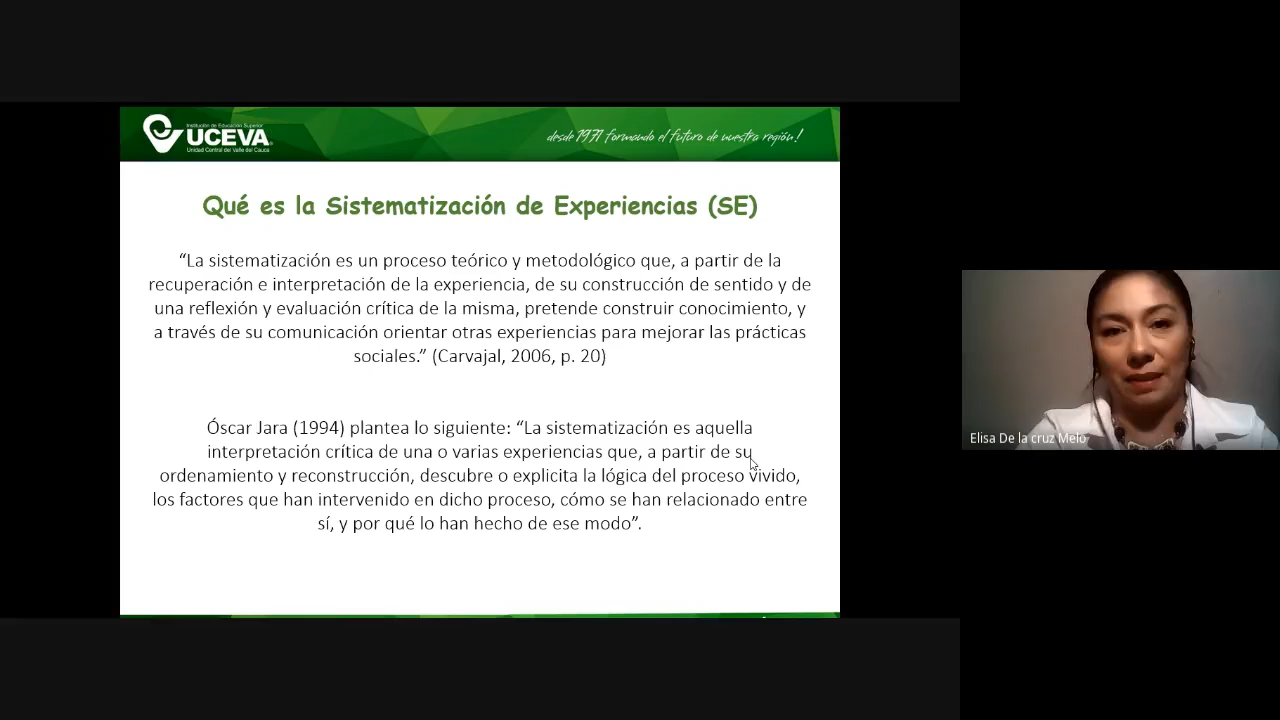 Institución de Educación Superior
UCEVA
Unidad Central del Valle del Cauca
desde 1971 formando el futuro de nuestra región!
Qué es la Sistematización de Experiencias (SE)
“La sistematización es un proceso teórico y metodológico que, a partir de la
recuperación e interpretación de la experiencia, de su construcción de sentido y de
una reflexión y evaluación crítica de la misma, pretende construir conocimiento, y
a través de su comunicación orientar otras experiencias para mejorar las prácticas
sociales.” (Carvajal, 2006, p. 20)
Óscar Jara (1994) plantea lo siguiente: “La sistematización es aquella
interpretación crítica de una o varias experiencias que, a partir de su
ordenamiento y reconstrucción, descubre o explicita la lógica del proceso vivido,
los factores que han intervenido en dicho proceso, cómo se han relacionado entre
sí, y por qué lo han hecho de ese modo”.
Elisa De la cruz Melo